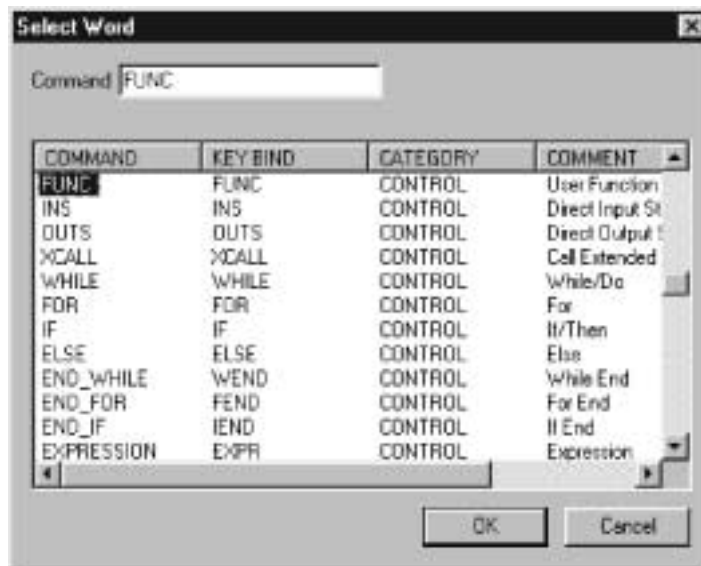 Select Word
Command FUNC
COMMAND KEY BIND CATEGORY COMMENT
FUNC FUNC CONTROL User Function
INS INS CONTROL Direct Input St
OUTS OUTS CONTROL Direct Output
XCALL XCALL CONTROL Call Extended
WHILE WHILE CONTROL While/Do
FOR FOR CONTROL For
IF IF CONTROL If/Then
ELSE ELSE CONTROL Else
END_WHILE WEND CONTROL While End
END_FOR FEND CONTROL For End
END_IF IEND CONTROL If End
EXPRESSION EXPR CONTROL Expression
OK Cancel